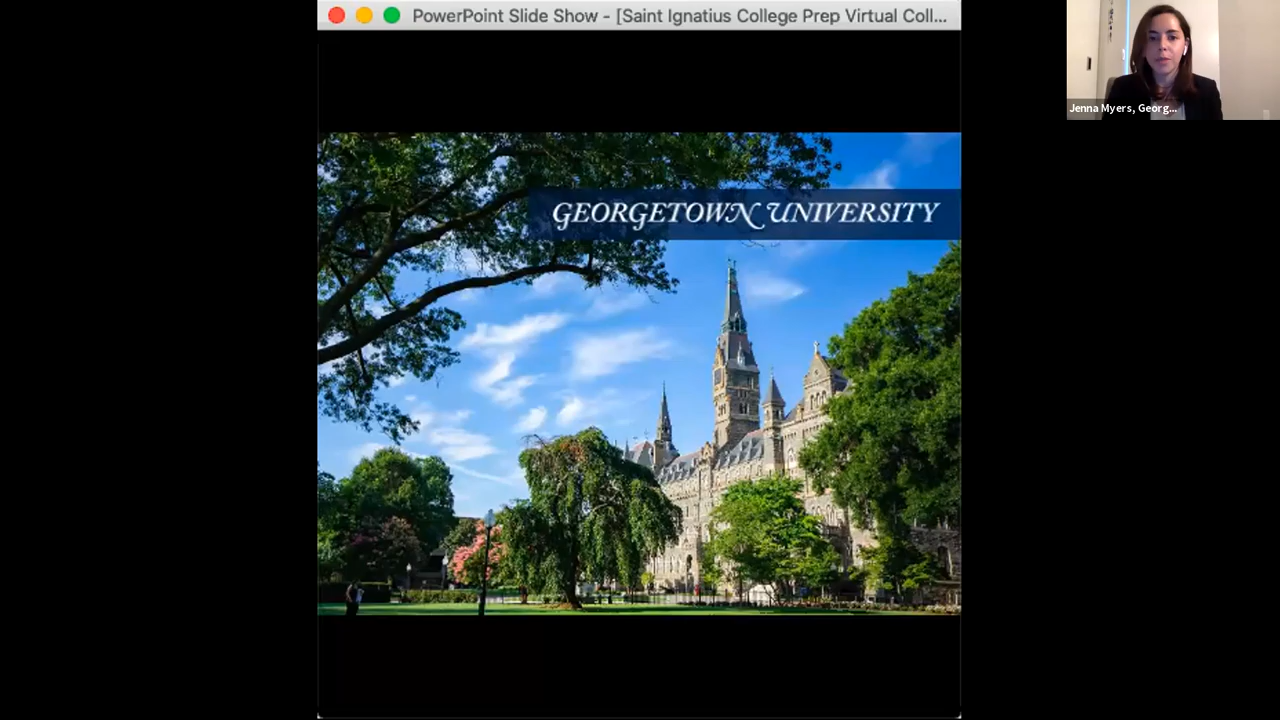 PowerPoint Slide Show - [Saint Ignatius College Prep Virtual Coll...
Jenna Myers, Georg...
GEORGETOWN UNIVERSITY